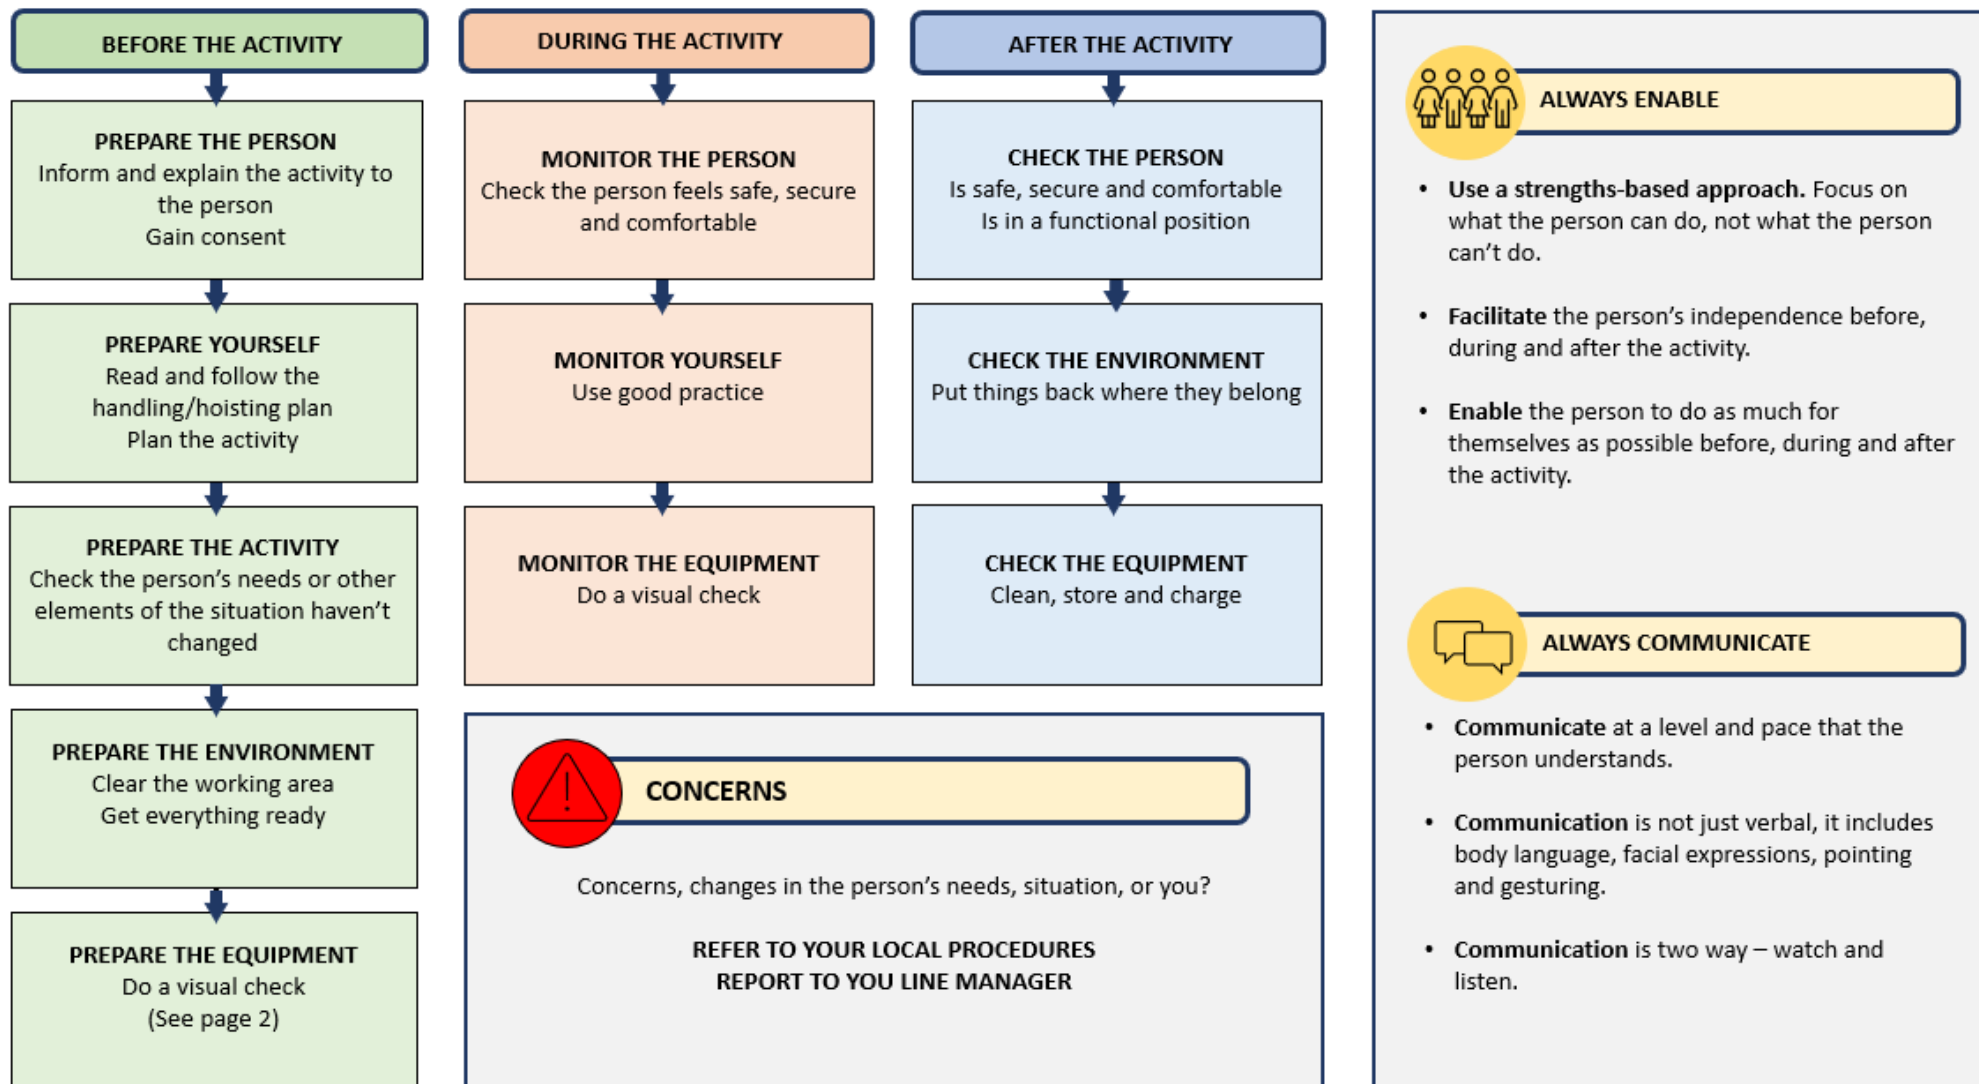 BEFORE THE ACTIVITY
PREPARE THE PERSON
Inform and explain the activity to
the person
Gain consent
PREPARE YOURSELF
Read and follow the
handling/hoisting plan
Plan the activity
PREPARE THE ACTIVITY
Check the person's needs or other
elements of the situation haven't
changed
PREPARE THE ENVIRONMENT
Clear the working area
Get everything ready
PREPARE THE EQUIPMENT
Do a visual check
(See page 2)
DURING THE ACTIVITY
MONITOR THE PERSON
Check the person feels safe, secure
and comfortable
MONITOR YOURSELF
Use good practice
MONITOR THE EQUIPMENT
Do a visual check
AFTER THE ACTIVITY
CHECK THE PERSON
Is safe, secure and comfortable
Is in a functional position
CHECK THE ENVIRONMENT
Put things back where they belong
CHECK THE EQUIPMENT
Clean, store and charge
CONCERNS
Concerns, changes in the person's needs, situation, or you?
REFER TO YOUR LOCAL PROCEDURES
REPORT TO YOU LINE MANAGER
ALWAYS ENABLE
• Use a strengths-based approach. Focus on
what the person can do, not what the person
can't do.
• Facilitate the person's independence before,
during and after the activity.
• Enable the person to do as much for
themselves as possible before, during and after
the activity.
ALWAYS COMMUNICATE
• Communicate at a level and pace that the
person understands.
• Communication is not just verbal, it includes
body language, facial expressions, pointing
and gesturing.
• Communication is two way – watch and
listen.